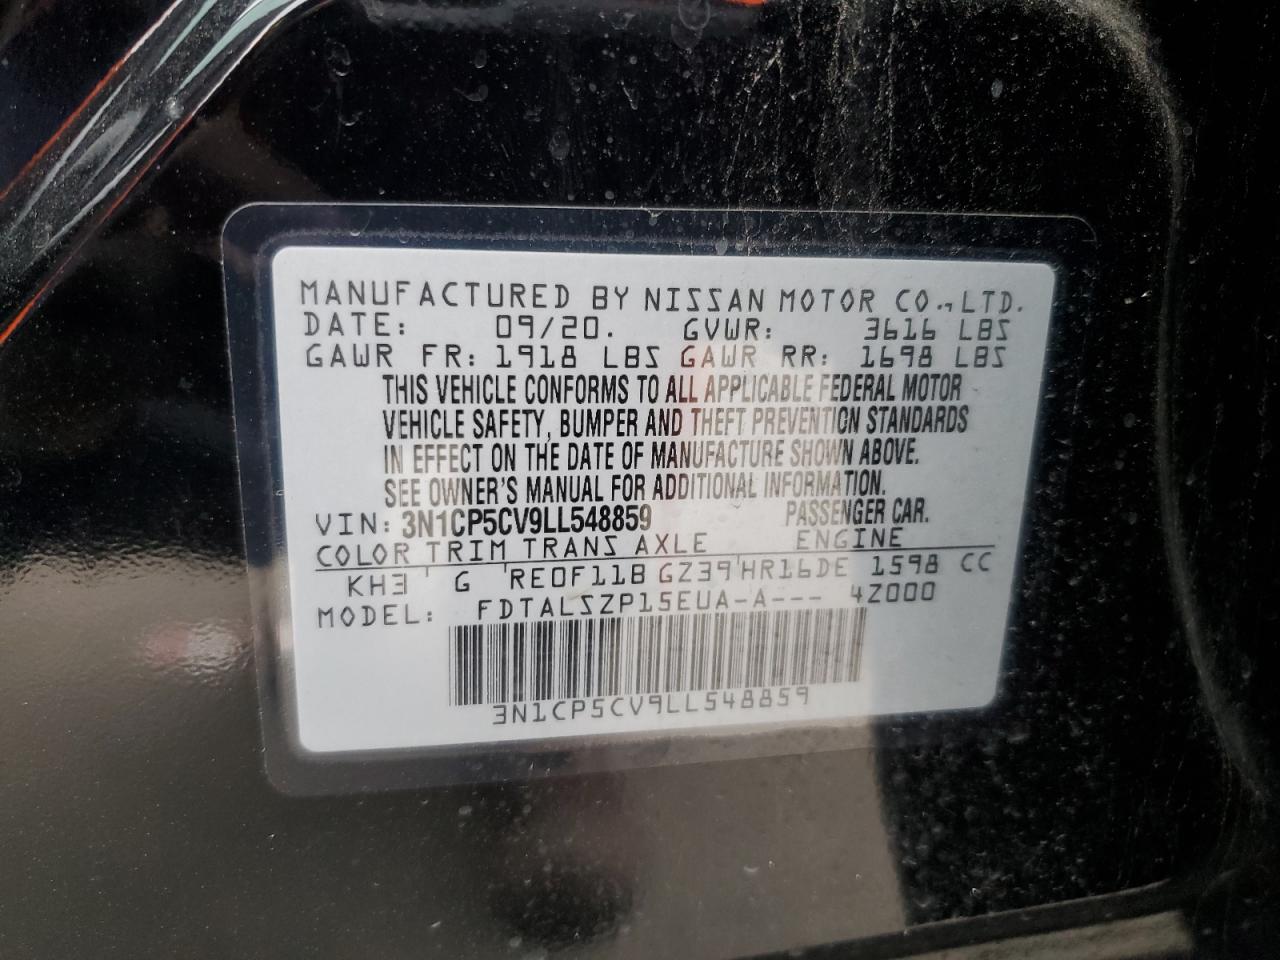 MANUFACTURED BY NISSAN MOTOR CO., LTD.
DATE: 09/20. GVWR: 3616 LBS
GAWR FR: 1918 LBS GAWR RR: 1698 LBS
THIS VEHICLE CONFORMS TO ALL APPLICABLE FEDERAL MOTOR
VEHICLE SAFETY, BUMPER AND THEFT PREVENTION STANDARDS
IN EFFECT ON THE DATE OF MANUFACTURE SHOWN ABOVE.
SEE OWNER'S MANUAL FOR ADDITIONAL INFORMATION.
VIN: 3N1CP5CV9LL548859 PASSENGER CAR.
COLOR TRIM TRANS AXLE ENGINE
KH3 ' G ' RE0F11B GZ39 ' HR16DE 1598 CC
MODEL: FDTALSZP15EUA-A--- 4Z000
3N1CP5CV9LL548859